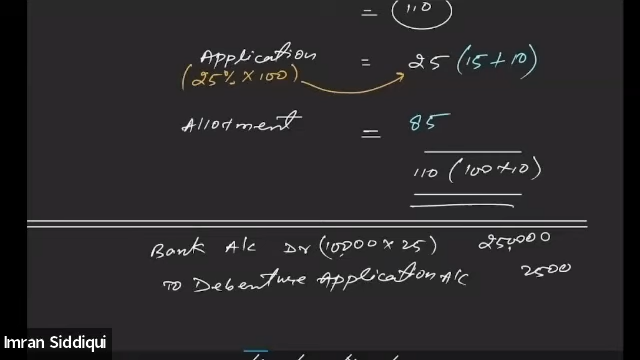 = 110
Application = 25 (15+10)
(25% × 100)
Allotment = 85
110 (100+10)
Bank A/c Dr (10,000 × 25) 250,000
To Debenture Application A/c 2500
Imran Siddiqui